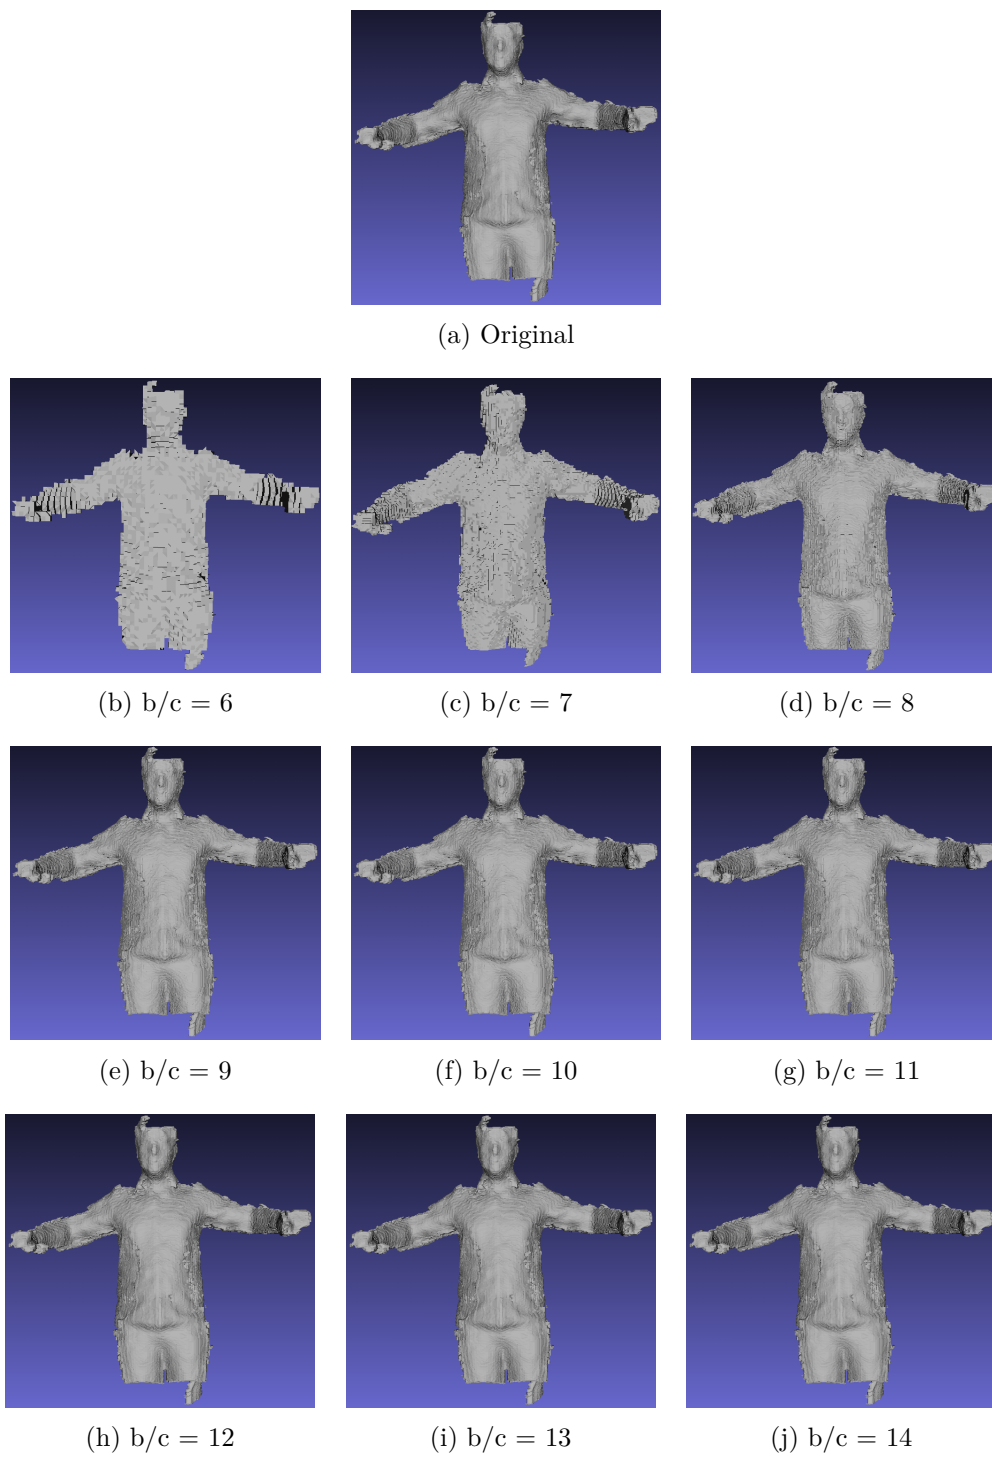 (a) Original
(b) b/c = 6
(c) b/c = 7
(d) b/c = 8
(e) b/c = 9
(f) b/c = 10
(g) b/c = 11
(h) b/c = 12
(i) b/c = 13
(j) b/c = 14